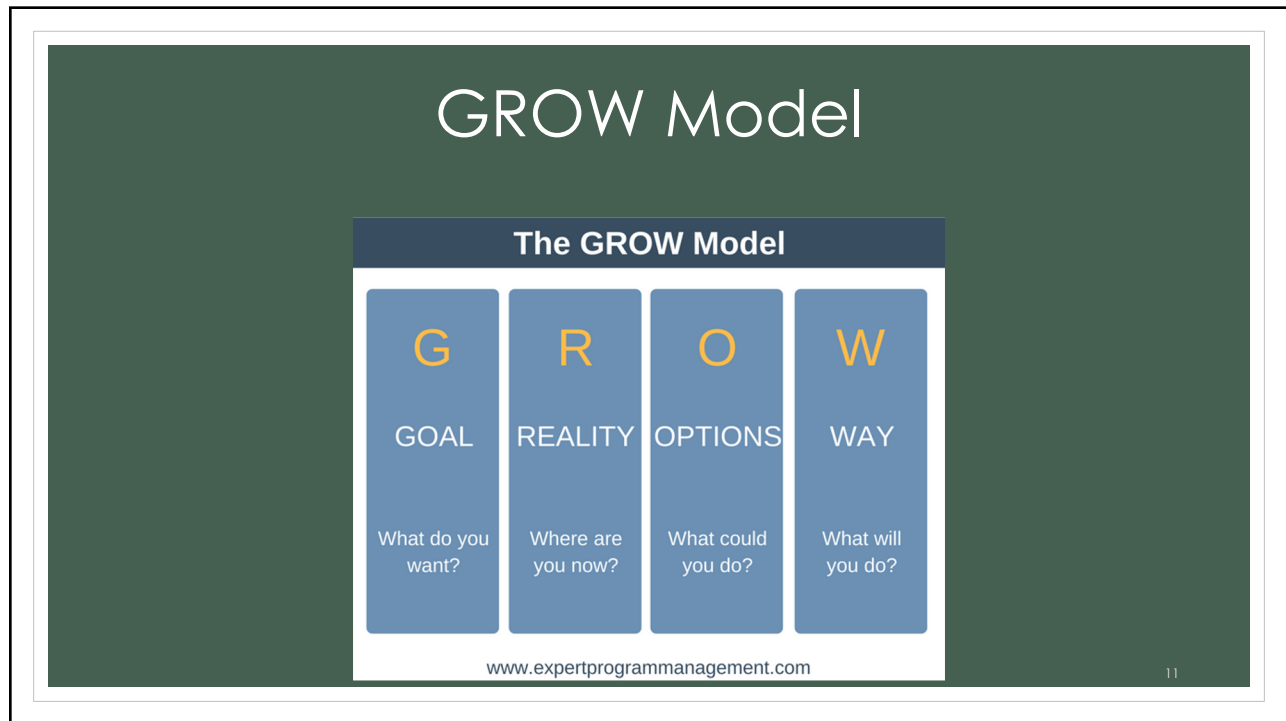 GROW Model
The GROW Model
G
GOAL
What do you
want?
R
REALITY
Where are
you now?
O
OPTIONS
What could
you do?
W
WAY
What will
you do?
www.expertprogrammanagement.com
11